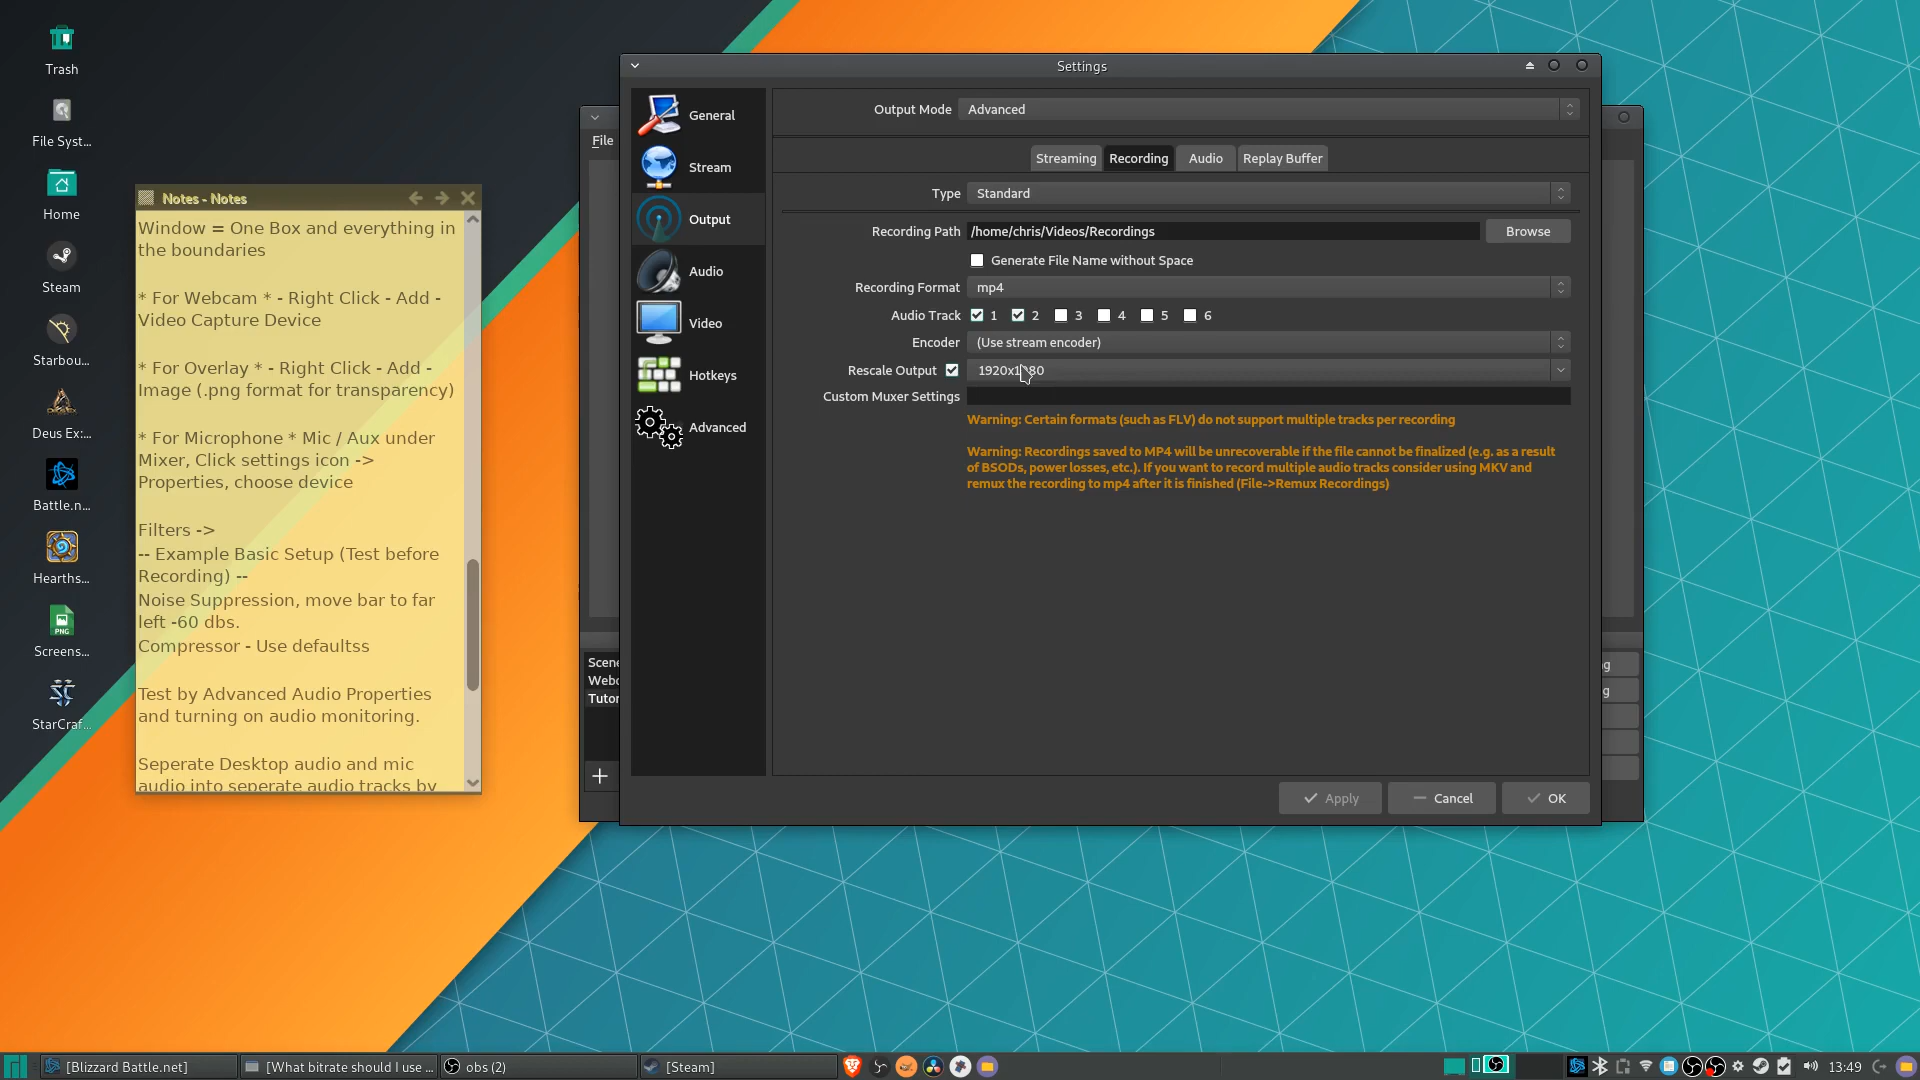 Trash
File Syst...
Home
Steam
Starbou...
Deus Ex:...
Battle.n...
Hearths...
PNG
Screens...
StarCraf...
Notes - Notes
Window = One Box and everything in
the boundaries
* For Webcam * - Right Click - Add -
Video Capture Device
* For Overlay * - Right Click - Add -
Image (.png format for transparency)
* For Microphone * Mic / Aux under
Mixer, Click settings icon ->
Properties, choose device
Filters ->
-- Example Basic Setup (Test before
Recording) --
Noise Suppression, move bar to far
left -60 dbs.
Compressor - Use defaultss
Test by Advanced Audio Properties
and turning on audio monitoring.
Seperate Desktop audio and mic
audio into seperate audio tracks by
File
Scene
Webc
Tutor
g
g
Settings
General
Stream
Output
Audio
Video
Hotkeys
Advanced
Output Mode Advanced
Streaming Recording Audio Replay Buffer
Type Standard
Recording Path /home/chris/Videos/Recordings Browse
Generate File Name without Space
Recording Format mp4
Audio Track 1 2 3 4 5 6
Encoder (Use stream encoder)
Rescale Output 1920x1080
Custom Muxer Settings
Warning: Certain formats (such as FLV) do not support multiple tracks per recording
Warning: Recordings saved to MP4 will be unrecoverable if the file cannot be finalized (e.g. as a result
of BSODs, power losses, etc.). If you want to record multiple audio tracks consider using MKV and
remux the recording to mp4 after it is finished (File->Remux Recordings)
Apply Cancel OK
[Blizzard Battle.net] [What bitrate should I use ... obs (2) [Steam] 13:49